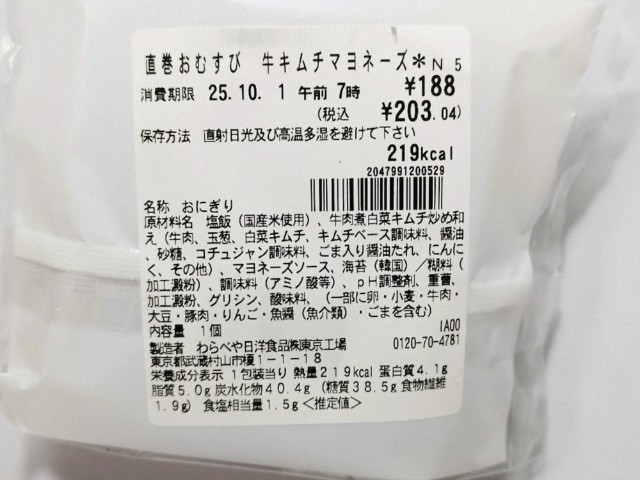 直巻おむすび 牛キムチマヨネーズ＊N 5
消費期限 25.10. 1 午前 7時 ¥188
(税込 ¥203.04)
保存方法 直射日光及び高温多湿を避けて下さい
219kcal
2047991200529
名称 おにぎり
原材料名 塩飯（国産米使用）、牛肉煮白菜キムチ炒め和
え（牛肉、玉葱、白菜キムチ、キムチベース調味料、醤油
、砂糖、コチュジャン調味料、ごま入り醤油たれ、にんに
く、その他）、マヨネーズソース、海苔（韓国）／糊料（
加工澱粉）、調味料（アミノ酸等）、ｐＨ調整剤、重曹、
加工澱粉、グリシン、酸味料、（一部に卵・小麦・牛肉・
大豆・豚肉・りんご・魚醤（魚介類）・ごまを含む）
内容量 1個 IA00
製造者 わらべや日洋食品㈱東京工場 0120-70-4781
東京都武蔵村山市榎1－1－18
栄養成分表示 1包装当り 熱量219kcal 蛋白質4.1g
脂質5.0g 炭水化物40.4g （糖質38.5g 食物繊維
1.9g） 食塩相当量1.5g＜推定値＞